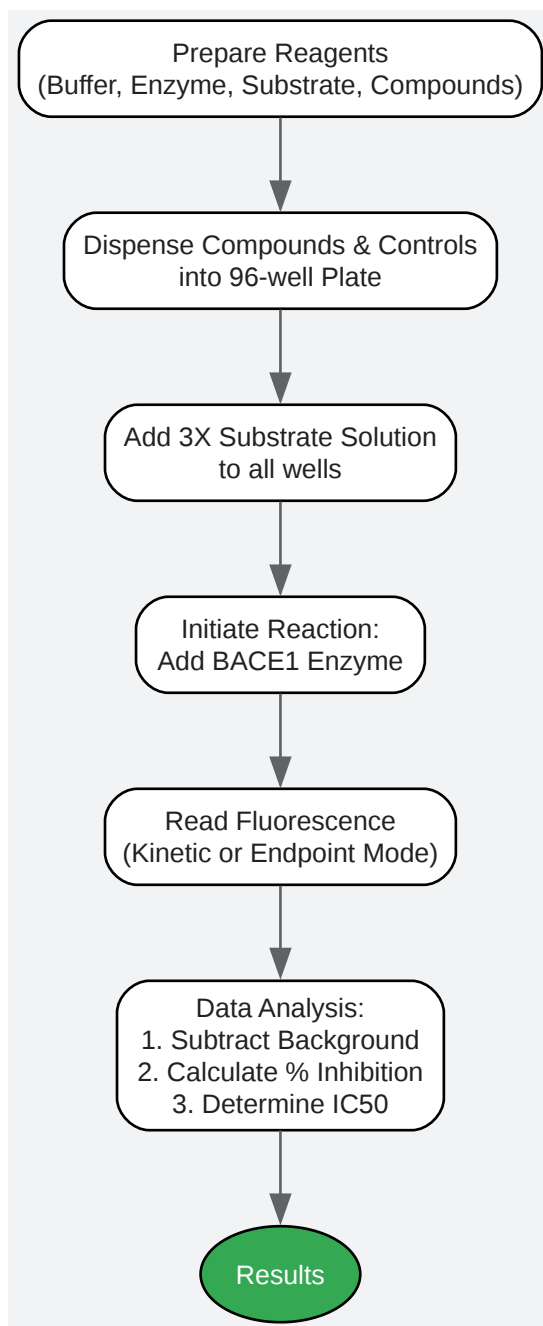 Prepare Reagents
(Buffer, Enzyme, Substrate, Compounds)
Dispense Compounds & Controls
into 96-well Plate
Add 3X Substrate Solution
to all wells
Initiate Reaction:
Add BACE1 Enzyme
Read Fluorescence
(Kinetic or Endpoint Mode)
Data Analysis:
1. Subtract Background
2. Calculate % Inhibition
3. Determine IC50
Results